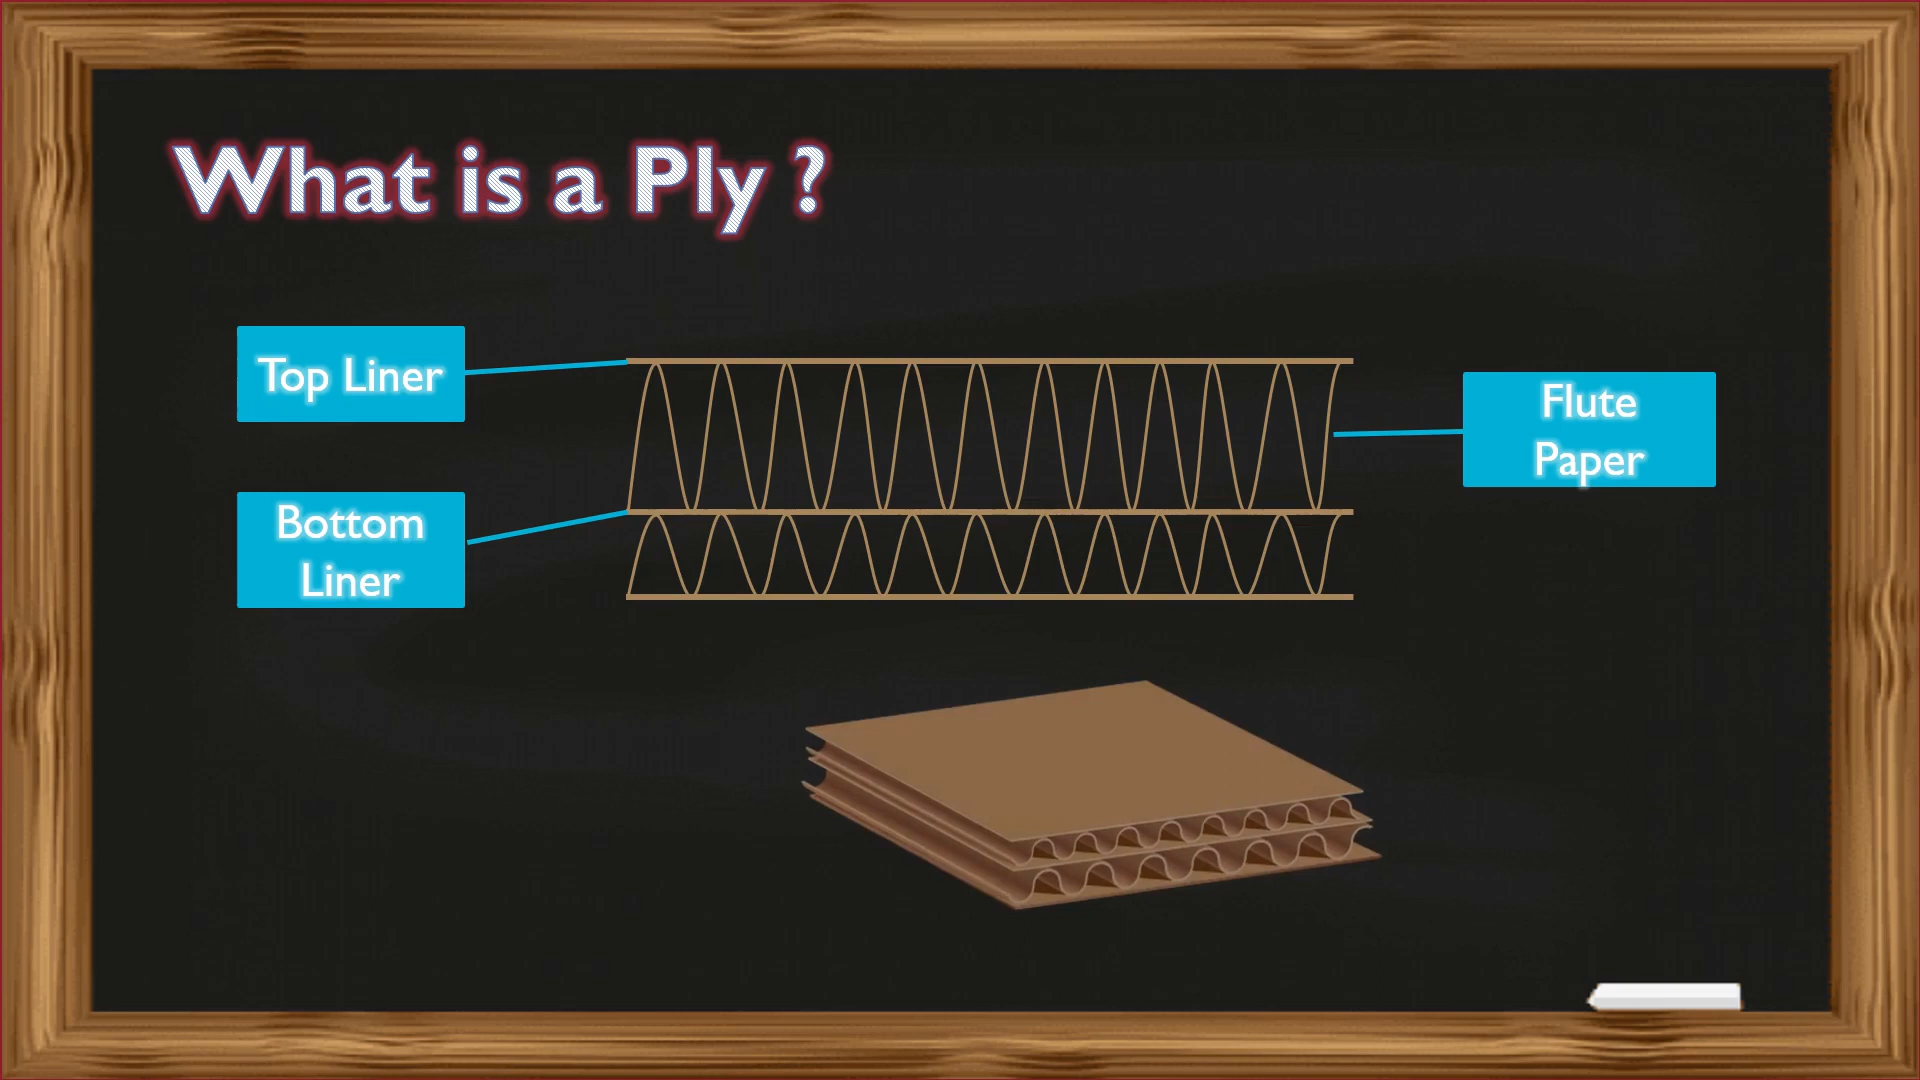 What is a Ply ?
Top Liner
Bottom
Liner
Flute
Paper